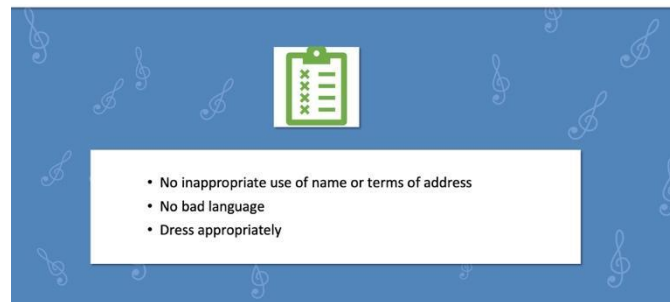 • No inappropriate use of name or terms of address
• No bad language
• Dress appropriately